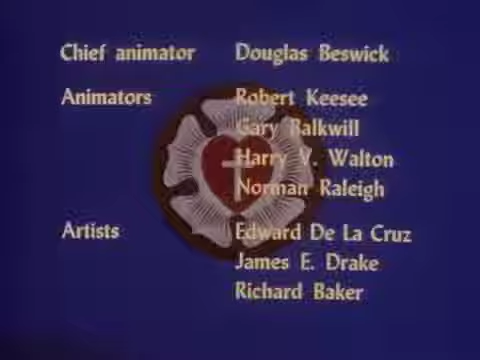 Chief animator Douglas Beswick
Animators Robert Keesee
Gary Balkwill
Harry V. Walton
Norman Raleigh
Artists Edward De La Cruz
James E. Drake
Richard Baker